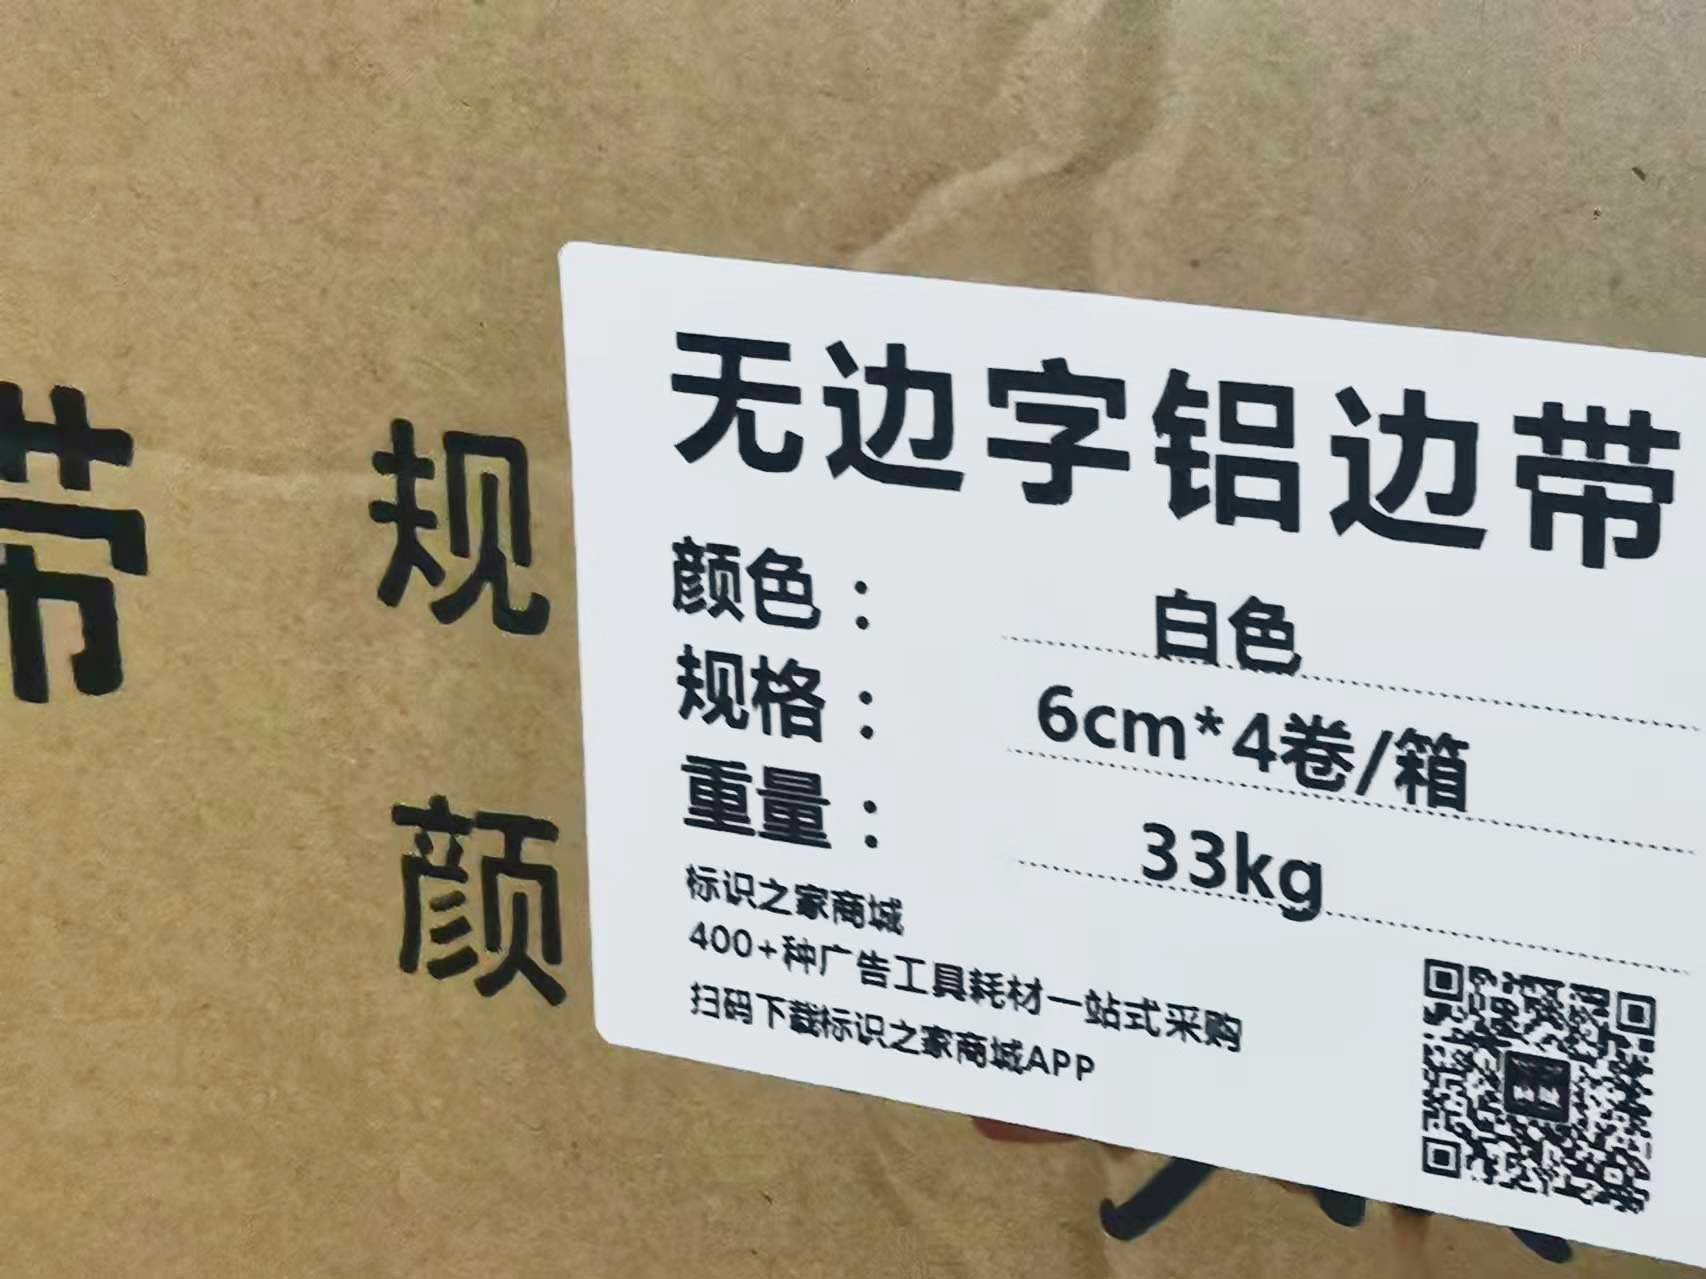 带
规
颜
无边字铝边带
颜色： 白色
规格： 6cm*4卷/箱
重量： 33kg
标识之家商城
400+种广告工具耗材一站式采购
扫码下载标识之家商城APP